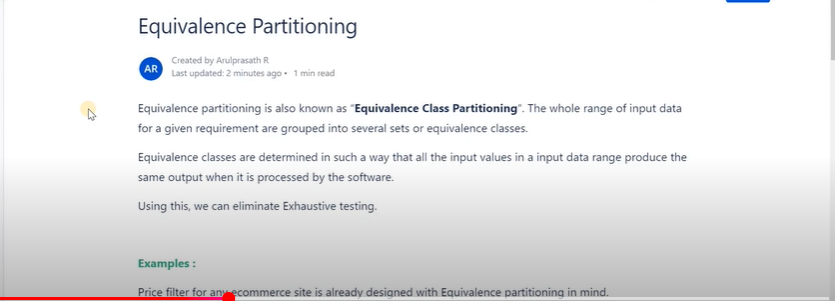 Equivalence Partitioning
AR
Created by Arulprasath R
Last updated: 2 minutes ago • 1 min read
Equivalence partitioning is also known as “Equivalence Class Partitioning”. The whole range of input data
for a given requirement are grouped into several sets or equivalence classes.
Equivalence classes are determined in such a way that all the input values in a input data range produce the
same output when it is processed by the software.
Using this, we can eliminate Exhaustive testing.
Examples :
Price filter for any ecommerce site is already designed with Equivalence partitioning in mind.